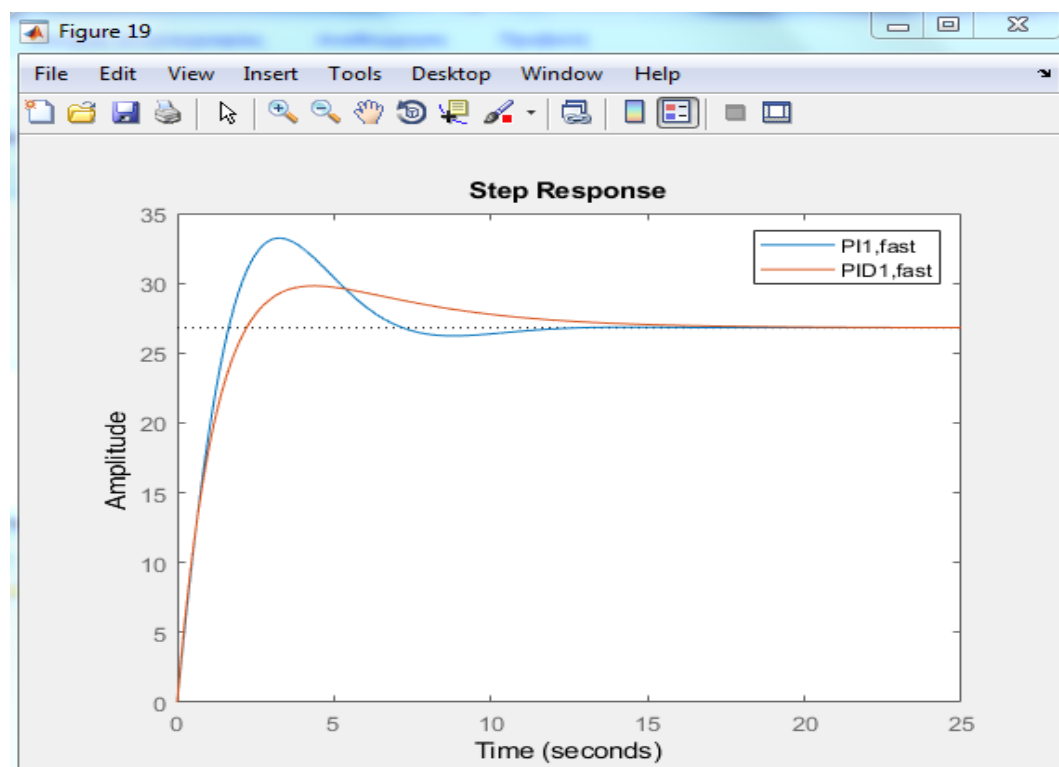 Figure 19
File Edit View Insert Tools Desktop Window Help
Step Response
35
30
25
20
15
10
5
0
Amplitude
PI1,fast
PID1,fast
0 5 10 15 20 25
Time (seconds)